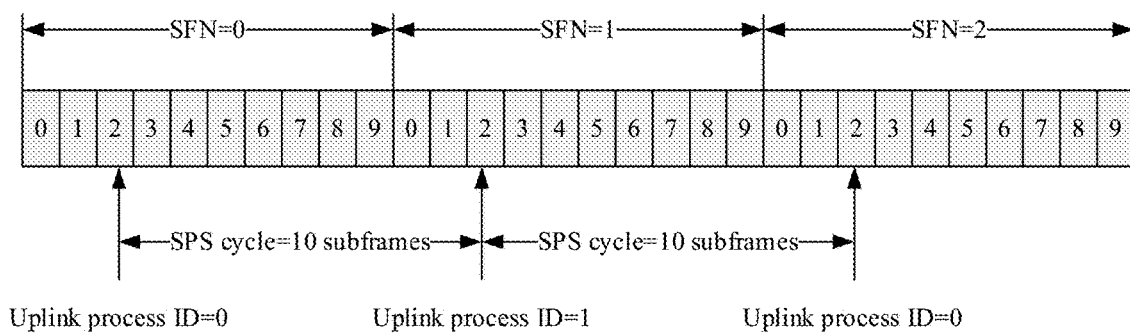 SFN=0 SFN=1 SFN=2
0 1 2 3 4 5 6 7 8 9 0 1 2 3 4 5 6 7 8 9 0 1 2 3 4 5 6 7 8 9
SPS cycle=10 subframes SPS cycle=10 subframes
Uplink process ID=0 Uplink process ID=1 Uplink process ID=0